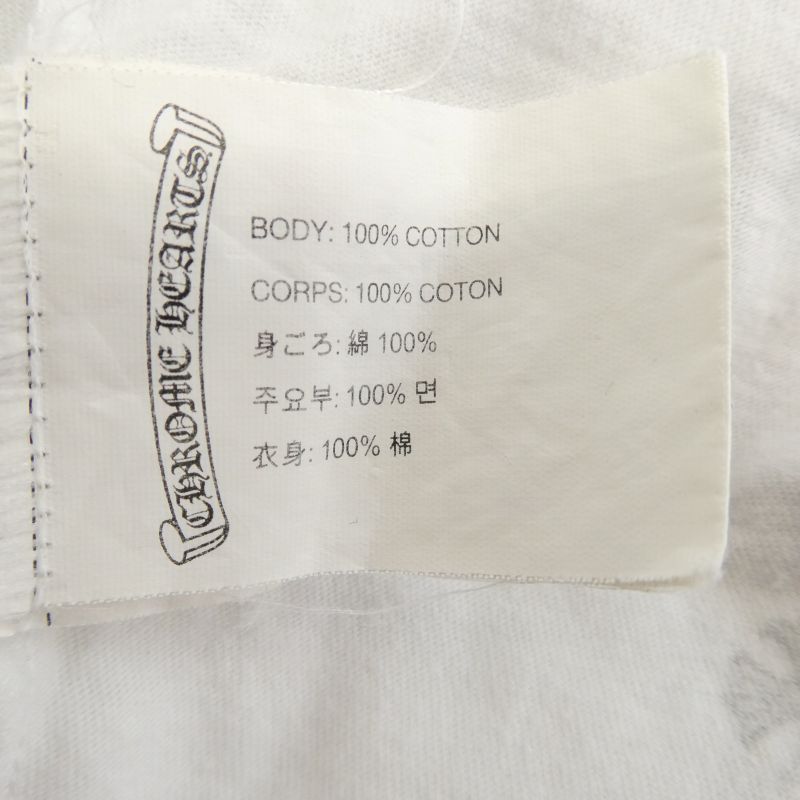 CHROME HEARTS
BODY: 100% COTTON
CORPS: 100% COTON
身ごろ: 綿 100%
주요부: 100% 면
衣身: 100% 棉